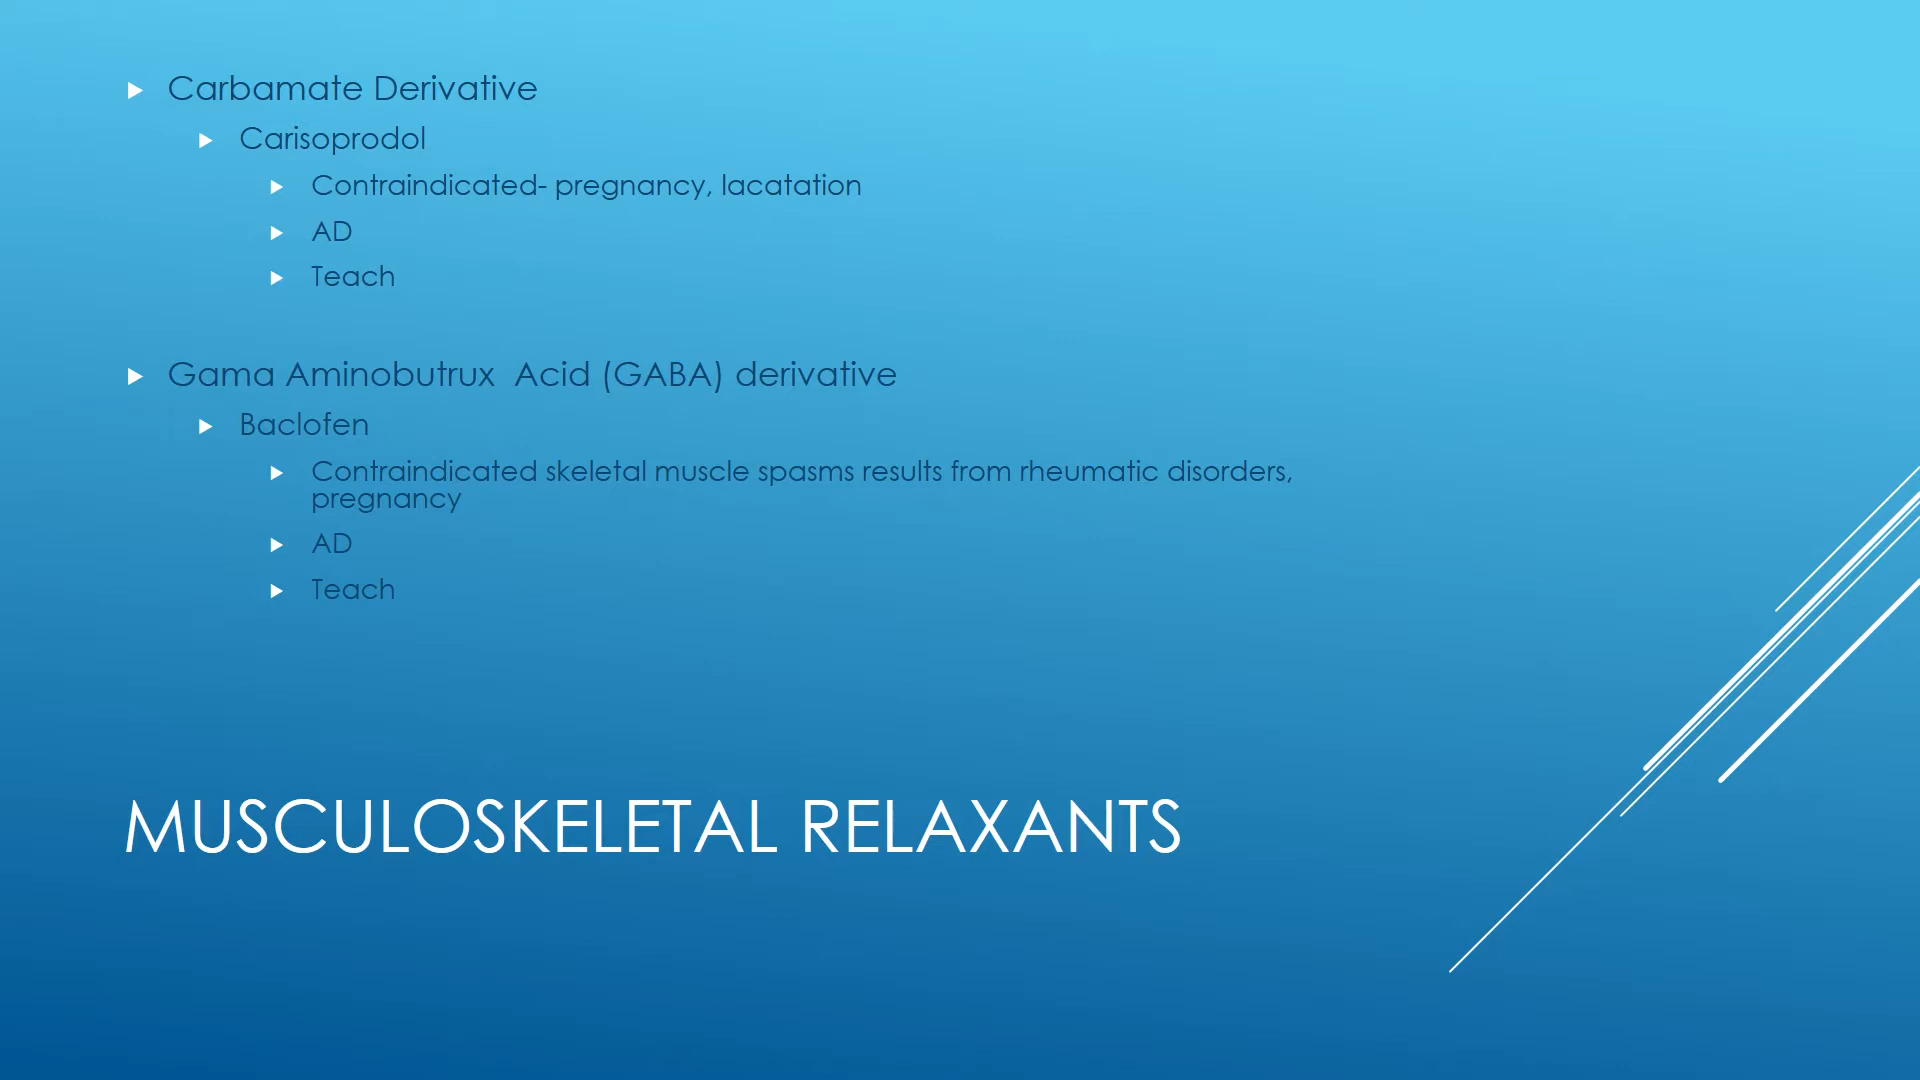 Carbamate Derivative
Carisoprodol
Contraindicated- pregnancy, lacatation
AD
Teach
Gama Aminobutrux  Acid (GABA) derivative
Baclofen
Contraindicated skeletal muscle spasms results from rheumatic disorders,
pregnancy
AD
Teach
MUSCULOSKELETAL RELAXANTS